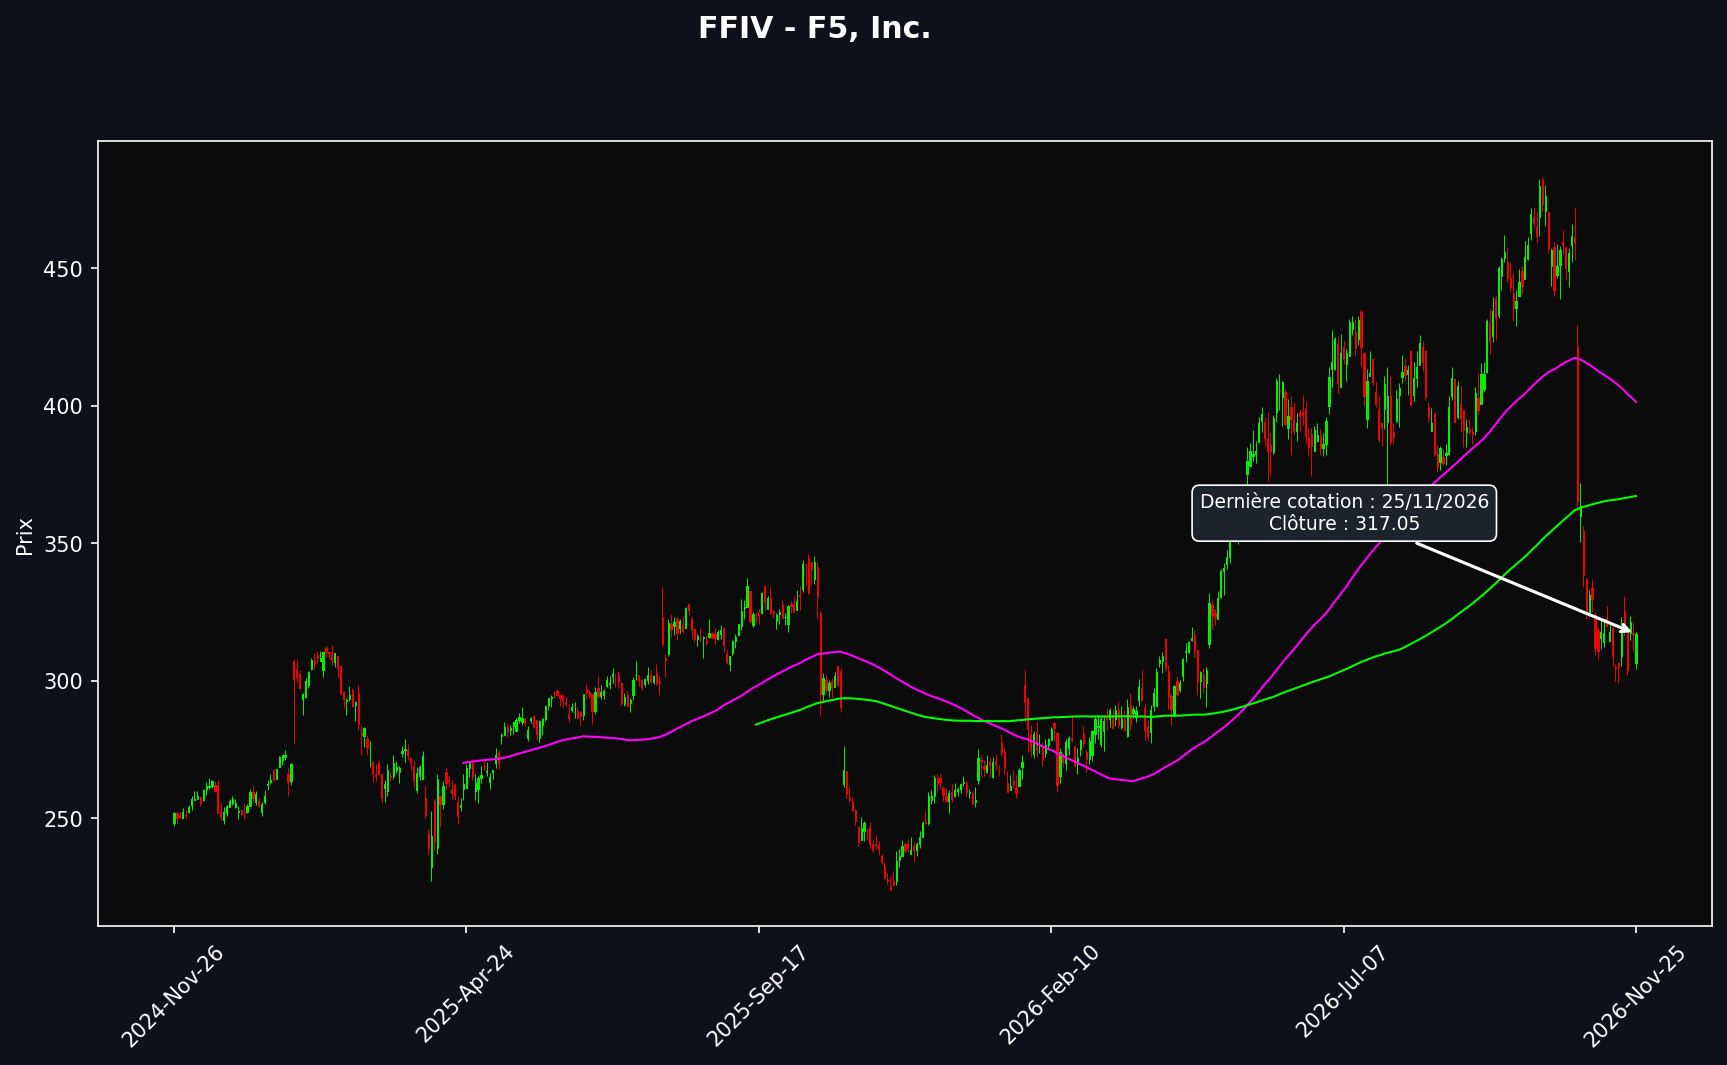 FFIV - F5, Inc.
Prix
450
400
350
300
250
Dernière cotation : 25/11/2026
Clôture : 317.05
2024-Nov-26
2025-Apr-24
2025-Sep-17
2026-Feb-10
2026-Jul-07
2026-Nov-25